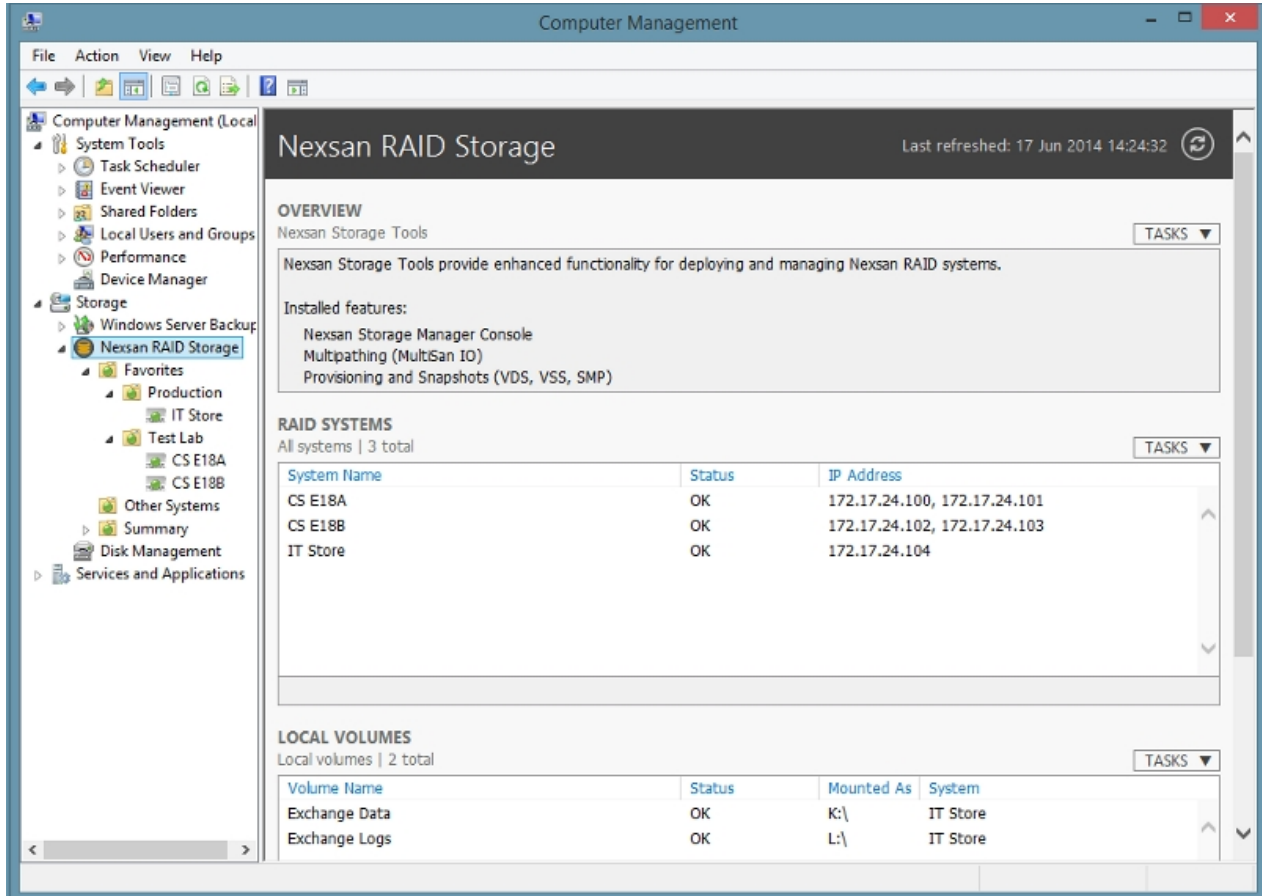 Computer Management
File Action View Help
Computer Management (Local
System Tools
Task Scheduler
Event Viewer
Shared Folders
Local Users and Groups
Performance
Device Manager
Storage
Windows Server Backup
Nexsan RAID Storage
Favorites
Production
IT Store
Test Lab
CS E18A
CS E18B
Other Systems
Summary
Disk Management
Services and Applications
Nexsan RAID Storage
Last refreshed: 17 Jun 2014 14:24:32
OVERVIEW
Nexsan Storage Tools
TASKS
Nexsan Storage Tools provide enhanced functionality for deploying and managing Nexsan RAID systems.
Installed features:
Nexsan Storage Manager Console
Multipathing (MultiSan IO)
Provisioning and Snapshots (VDS, VSS, SMP)
RAID SYSTEMS
All systems | 3 total
TASKS
System Name Status IP Address
CS E18A OK 172.17.24.100, 172.17.24.101
CS E18B OK 172.17.24.102, 172.17.24.103
IT Store OK 172.17.24.104
LOCAL VOLUMES
Local volumes | 2 total
TASKS
Volume Name Status Mounted As System
Exchange Data OK K:\ IT Store
Exchange Logs OK L:\ IT Store